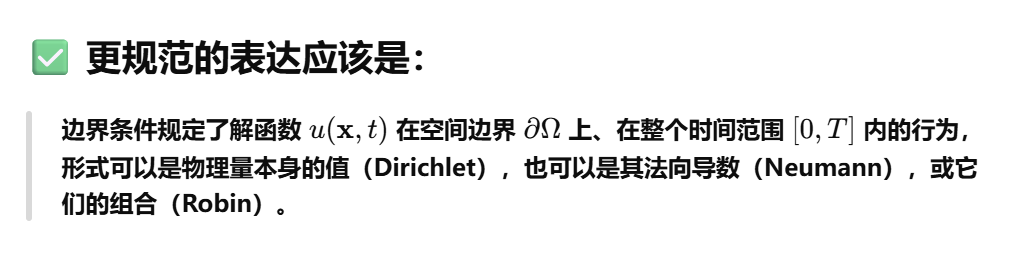 ✅ 更规范的表达应该是：
边界条件规定了解函数 u(𝐱, t) 在空间边界 ∂Ω 上、在整个时间范围 [0, T] 内的行为，
形式可以是物理量本身的值（Dirichlet），也可以是其法向导数（Neumann），或它
们的组合（Robin）。